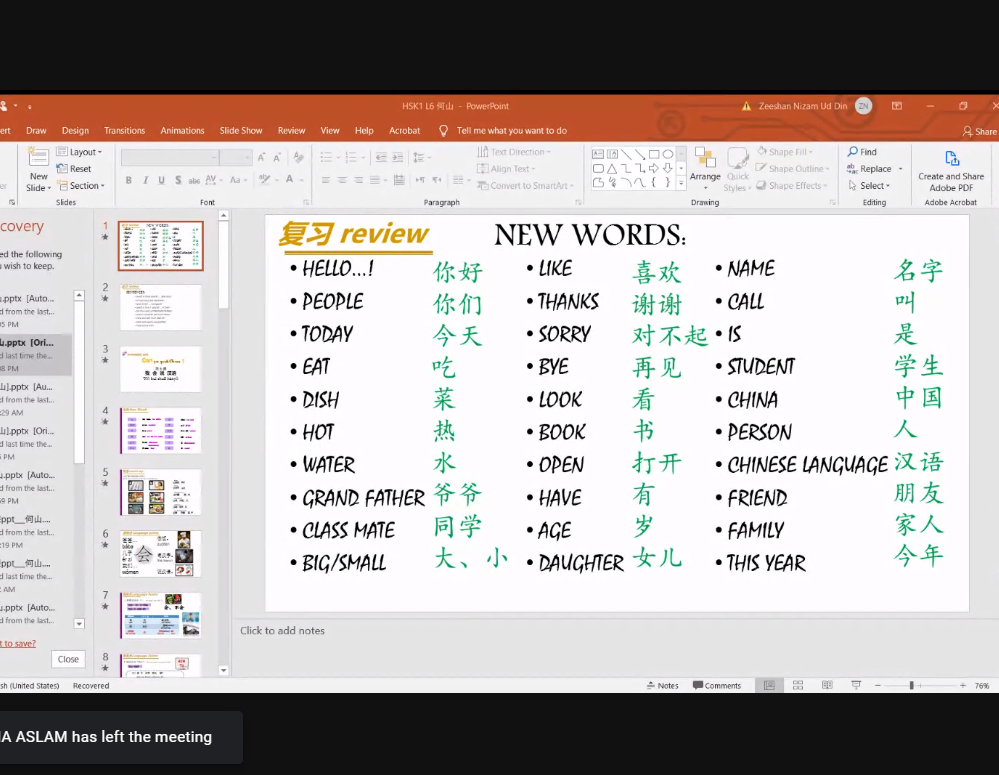 HSK1 L6 何山 - PowerPoint
Zeeshan Nizam Ud Din ZN
Draw Design Transitions Animations Slide Show Review View Help Acrobat Tell me what you want to do
Share
New
Slide
Layout
Reset
Section
Slides
B I U S abc AV Aa A
Font
Paragraph
Text Direction
Align Text
Convert to SmartArt
Arrange
Quick
Styles
Shape Fill
Shape Outline
Shape Effects
Drawing
Find
Replace
Select
Editing
Create and Share
Adobe PDF
Adobe Acrobat
covery
ed the following
u wish to keep.
.pptx [Auto...
d from the last...
5 PM
.pptx [Ori...
d last time the...
8 PM
].pptx [Au...
d from the last...
:29 AM
].pptx [Ori...
d last time the...
PM
.pptx [Auto...
d from the last...
59 PM
ppt__何山....
d from the last...
:19 PM
ppt__何山....
d last time the...
AM
.pptx [Auto...
d from the last...
t to save?
Close
1
2
3
4
5
6
7
8
复习 review
NEW WORDS:
• HELLO...! 你好
• PEOPLE 你们
• TODAY 今天
• EAT 吃
• DISH 菜
• HOT 热
• WATER 水
• GRAND FATHER 爷爷
• CLASS MATE 同学
• BIG/SMALL 大、小
• LIKE 喜欢
• THANKS 谢谢
• SORRY 对不起
• BYE 再见
• LOOK 看
• BOOK 书
• OPEN 打开
• HAVE 有
• AGE 岁
• DAUGHTER 女儿
• NAME 名字
• CALL 叫
• IS 是
• STUDENT 学生
• CHINA 中国
• PERSON 人
• CHINESE LANGUAGE 汉语
• FRIEND 朋友
• FAMILY 家人
• THIS YEAR 今年
Click to add notes
sh (United States) Recovered
Notes Comments
76%
A ASLAM has left the meeting